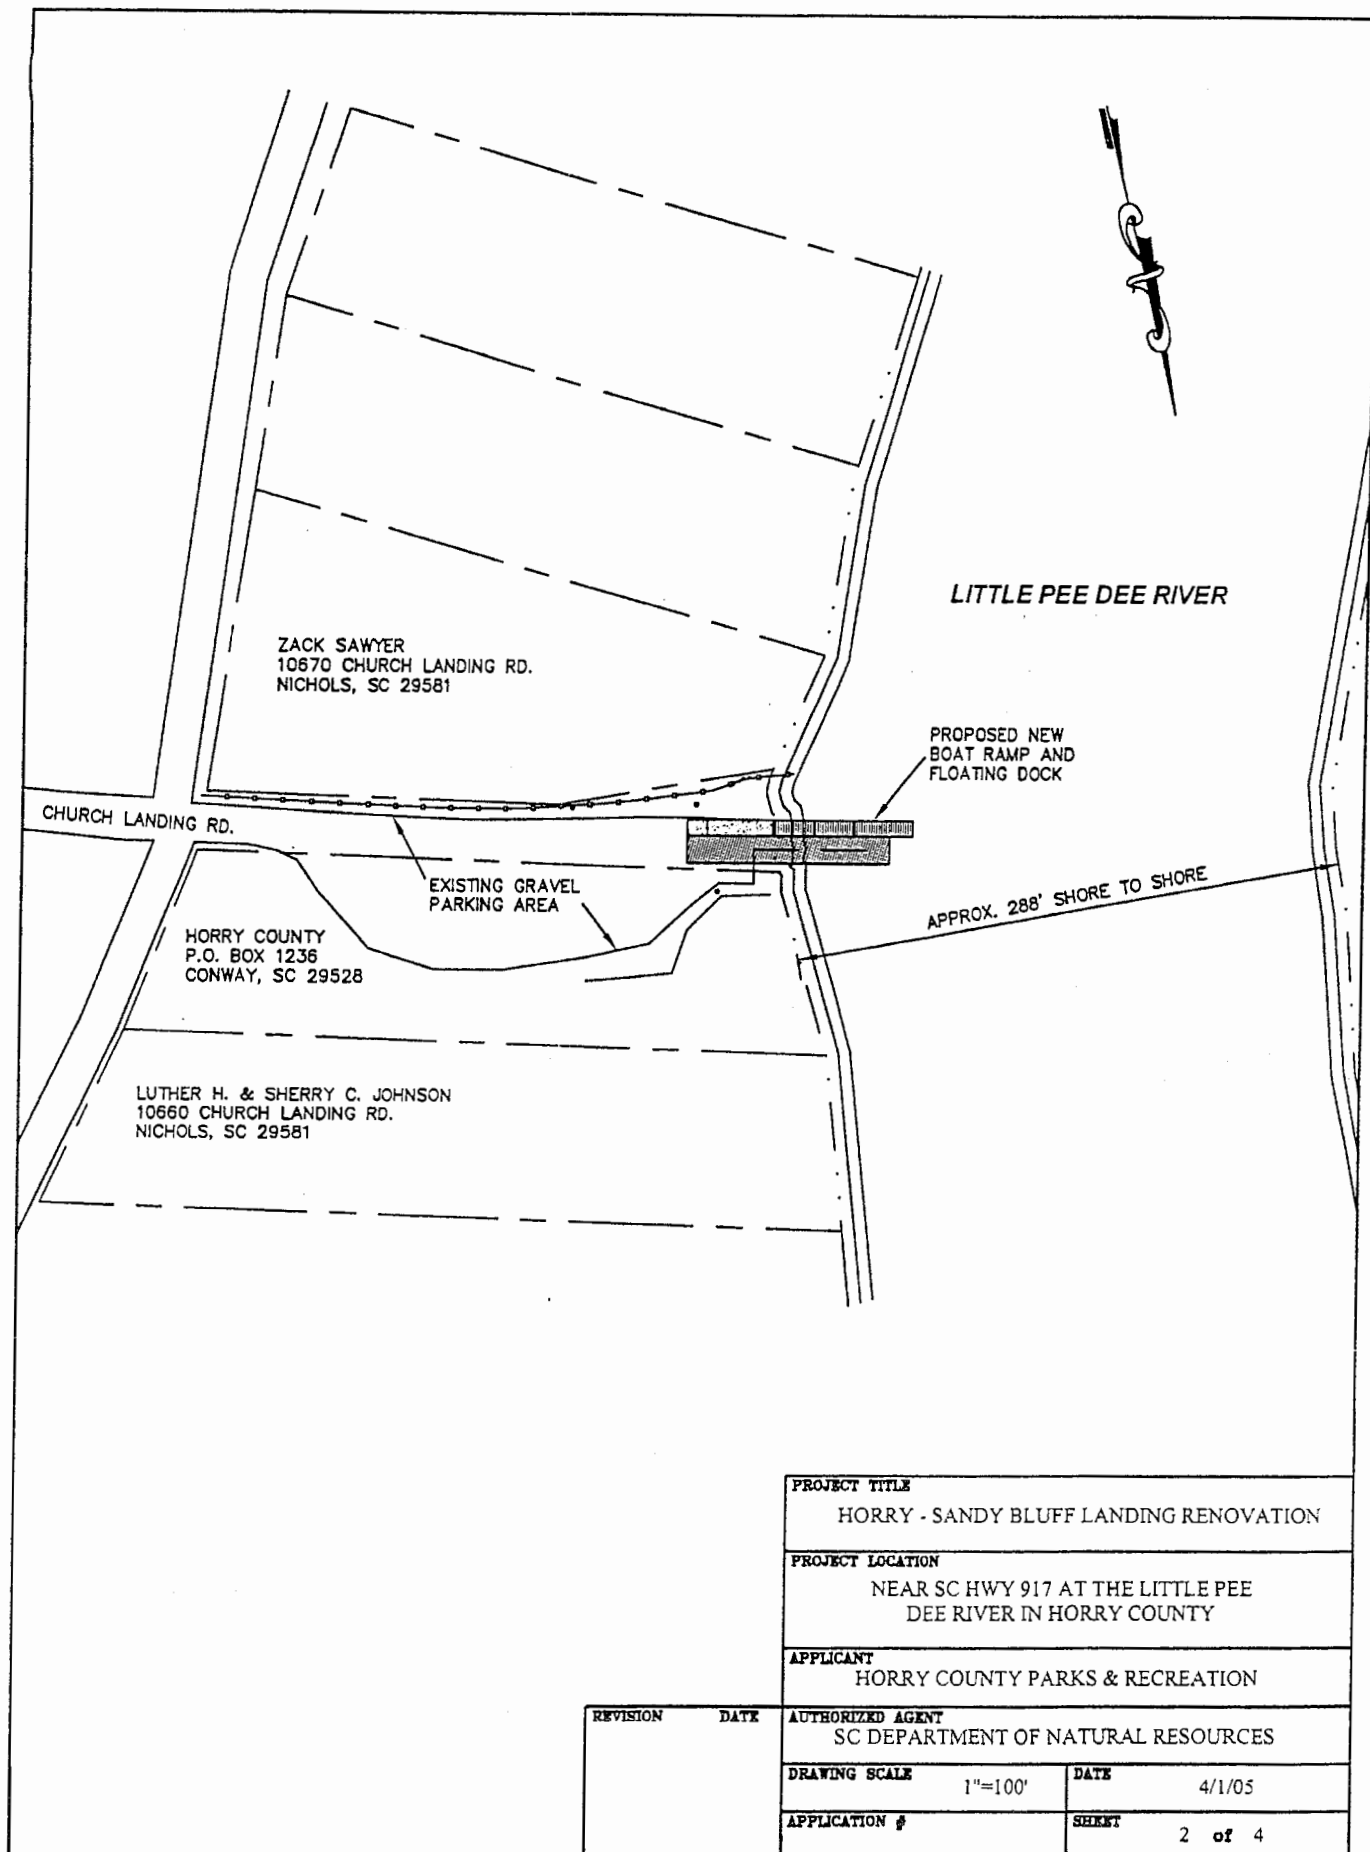 LITTLE PEE DEE RIVER
ZACK SAWYER
10670 CHURCH LANDING RD.
NICHOLS, SC 29581
PROPOSED NEW
BOAT RAMP AND
FLOATING DOCK
CHURCH LANDING RD.
EXISTING GRAVEL
PARKING AREA
APPROX. 288' SHORE TO SHORE
HORRY COUNTY
P.O. BOX 1236
CONWAY, SC 29528
LUTHER H. & SHERRY C. JOHNSON
10660 CHURCH LANDING RD.
NICHOLS, SC 29581
PROJECT TITLE
HORRY - SANDY BLUFF LANDING RENOVATION
PROJECT LOCATION
NEAR SC HWY 917 AT THE LITTLE PEE
DEE RIVER IN HORRY COUNTY
APPLICANT
HORRY COUNTY PARKS & RECREATION
REVISION DATE
AUTHORIZED AGENT
SC DEPARTMENT OF NATURAL RESOURCES
DRAWING SCALE 1"=100'
DATE 4/1/05
APPLICATION #
SHEET 2 of 4